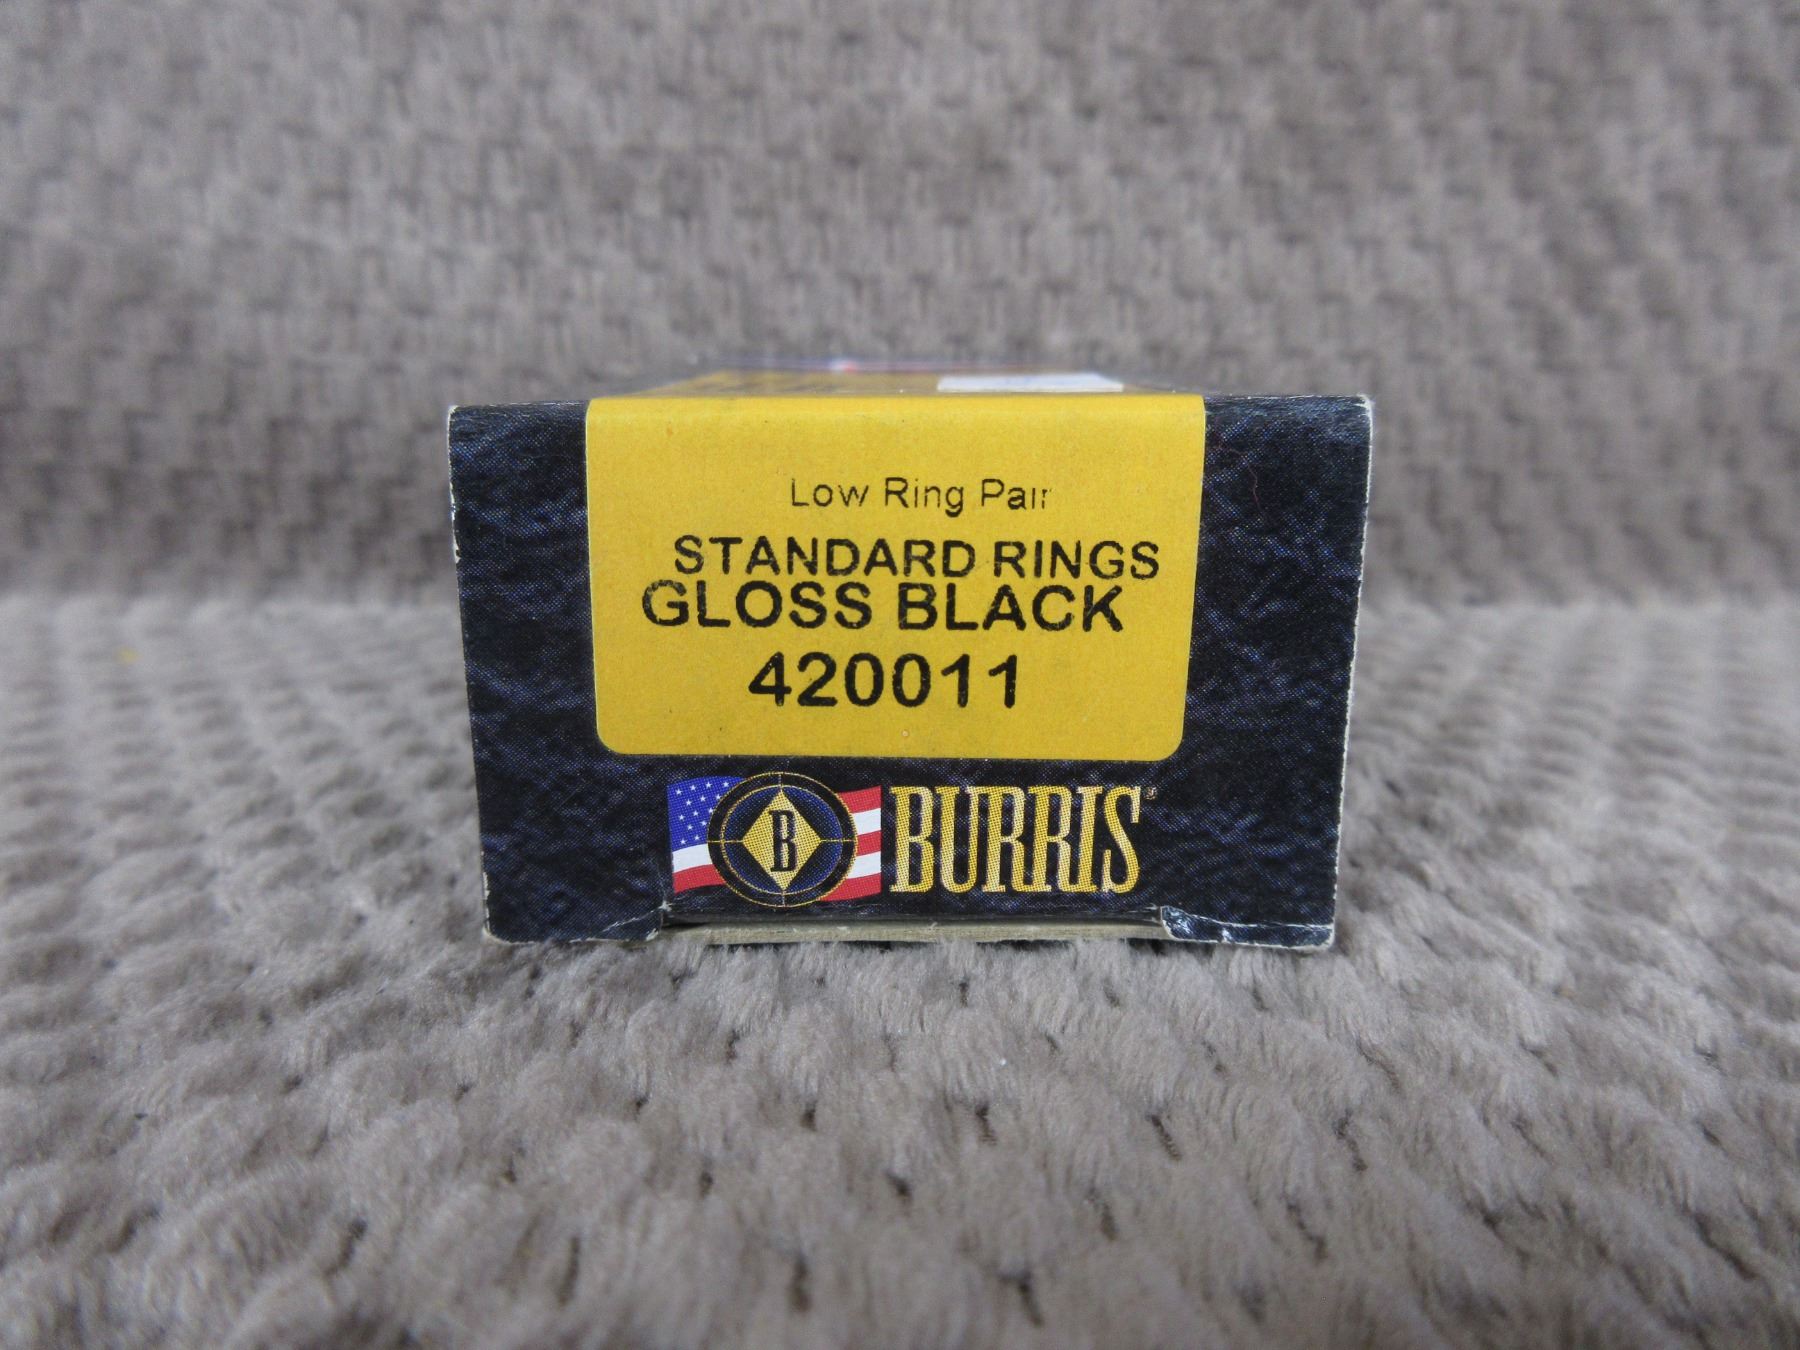 Low Ring Pair
STANDARD RINGS
GLOSS BLACK
420011
B BURRIS®